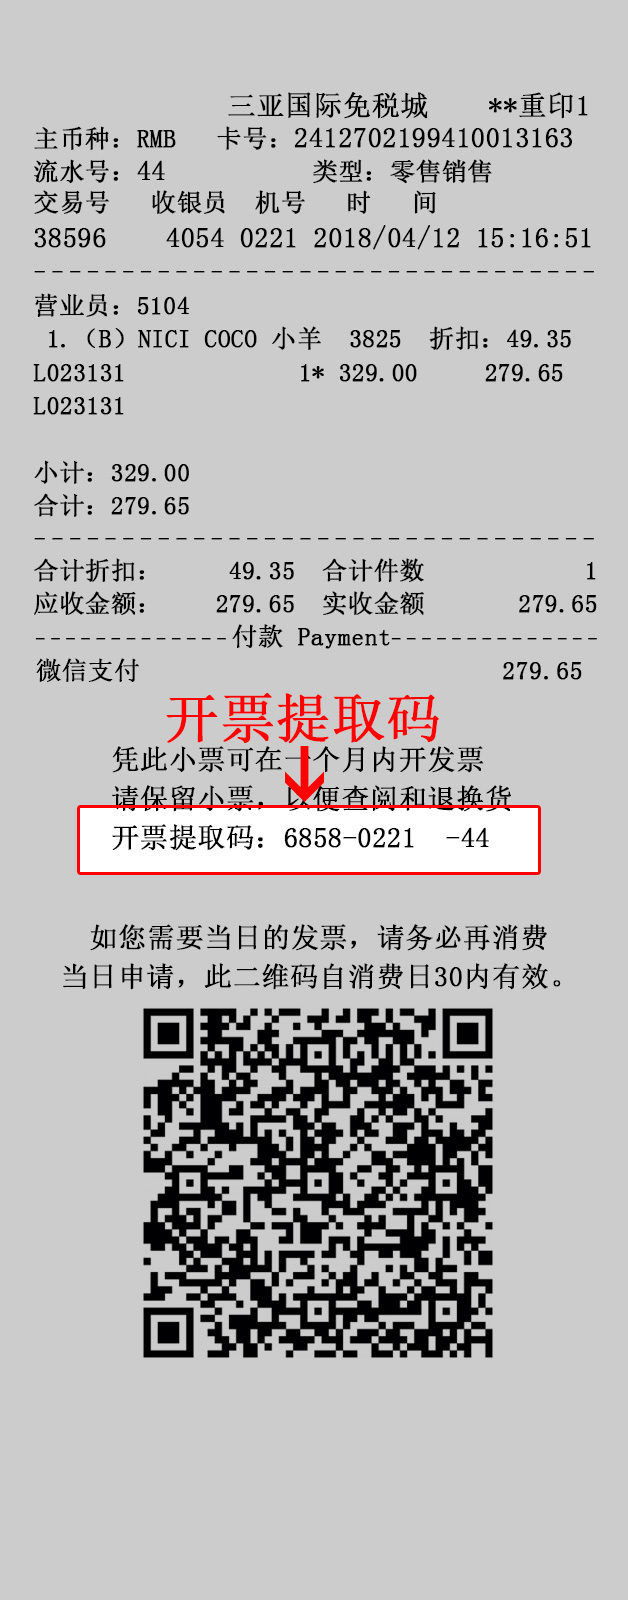 三亚国际免税城 **重印1
主币种: RMB 卡号: 2412702199410013163
流水号: 44 类型: 零售销售
交易号 收银员 机号 时 间
38596 4054 0221 2018/04/12 15:16:51
--------------------------------
营业员: 5104
1.（B）NICI COCO 小羊 3825 折扣: 49.35
L023131 1* 329.00 279.65
L023131
小计: 329.00
合计: 279.65
--------------------------------
合计折扣: 49.35 合计件数 1
应收金额: 279.65 实收金额 279.65
-------------付款 Payment--------------
微信支付 279.65
开票提取码
凭此小票可在一个月内开发票
请保留小票, 以便查阅和退换货
开票提取码: 6858-0221 -44
如您需要当日的发票, 请务必再消费
当日申请, 此二维码自消费日30内有效。